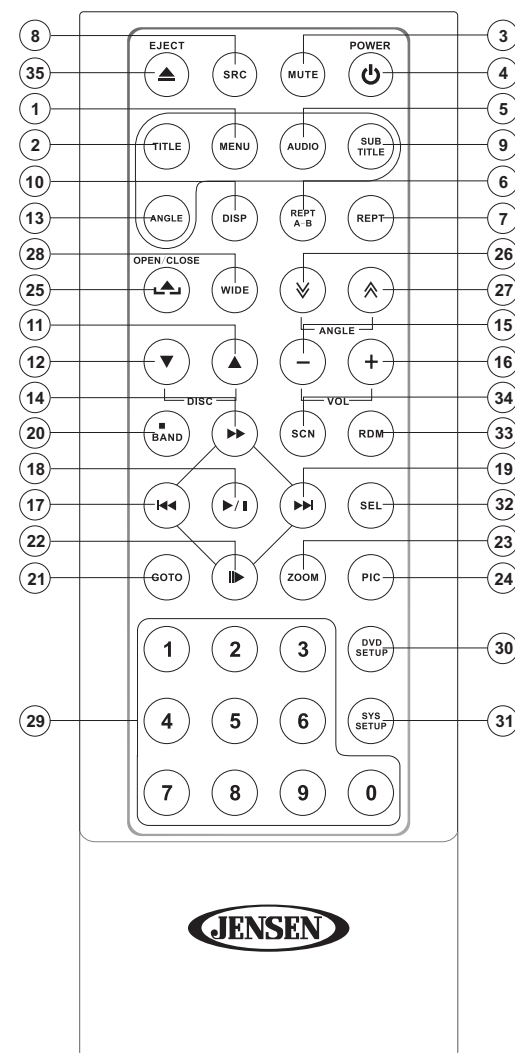 8 3
EJECT POWER
35 SRC MUTE 4
1 5
2 TITLE MENU AUDIO SUB TITLE 9
10 6
13 ANGLE DISP REPT A-B REPT 7
28 26
OPEN/CLOSE
25 WIDE 27
11 ANGLE 15
12 − + 16
14 DISC VOL 34
20 BAND SCN RDM 33
18 19
17 SEL 32
22 23
21 GOTO ZOOM PIC 24
1 2 3 DVD SETUP 30
29 4 5 6 SYS SETUP 31
7 8 9 0
JENSEN